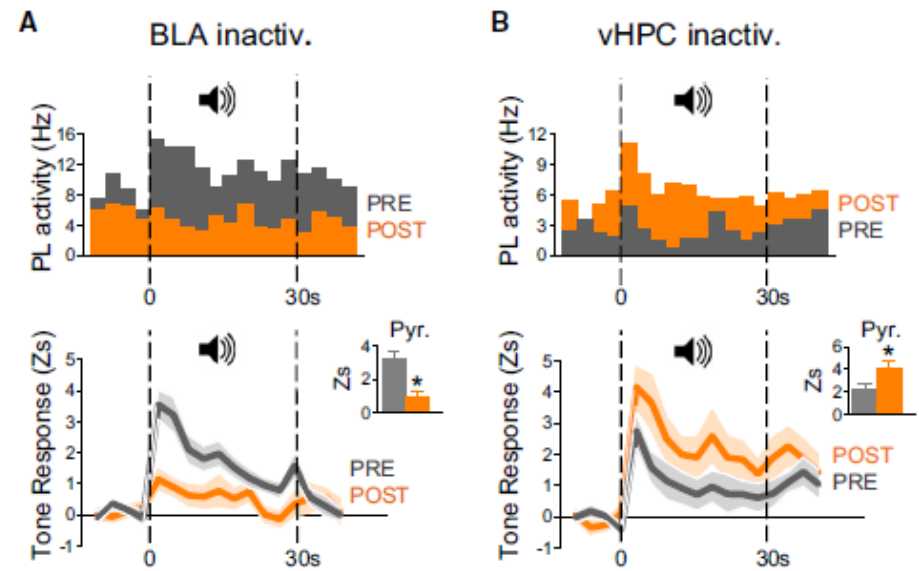 A
BLA inactiv.
PL activity (Hz)
16
12
8
4
0
PRE
POST
0
30s
Tone Response (Zs)
5
4
3
2
1
0
-1
Pyr.
Zs
4
2
0
*
PRE
POST
0
30s
B
vHPC inactiv.
PL activity (Hz)
12
9
6
3
0
POST
PRE
0
30s
Tone Response (Zs)
5
4
3
2
1
0
-1
Pyr.
Zs
6
4
2
0
*
POST
PRE
0
30s